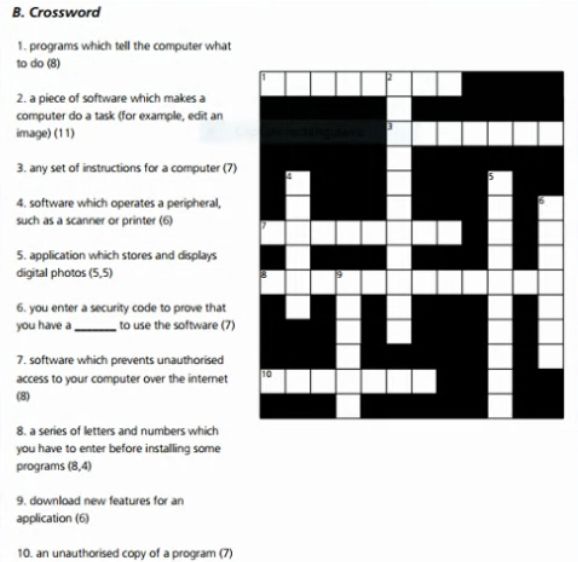 B. Crossword
1. programs which tell the computer what
to do (8)
2. a piece of software which makes a
computer do a task (for example, edit an
image) (11)
3. any set of instructions for a computer (7)
4. software which operates a peripheral,
such as a scanner or printer (6)
5. application which stores and displays
digital photos (5,5)
6. you enter a security code to prove that
you have a _______ to use the software (7)
7. software which prevents unauthorised
access to your computer over the internet
(8)
8. a series of letters and numbers which
you have to enter before installing some
programs (8,4)
9. download new features for an
application (6)
10. an unauthorised copy of a program (7)
1 2
3
4 5
6
7
8 9
10